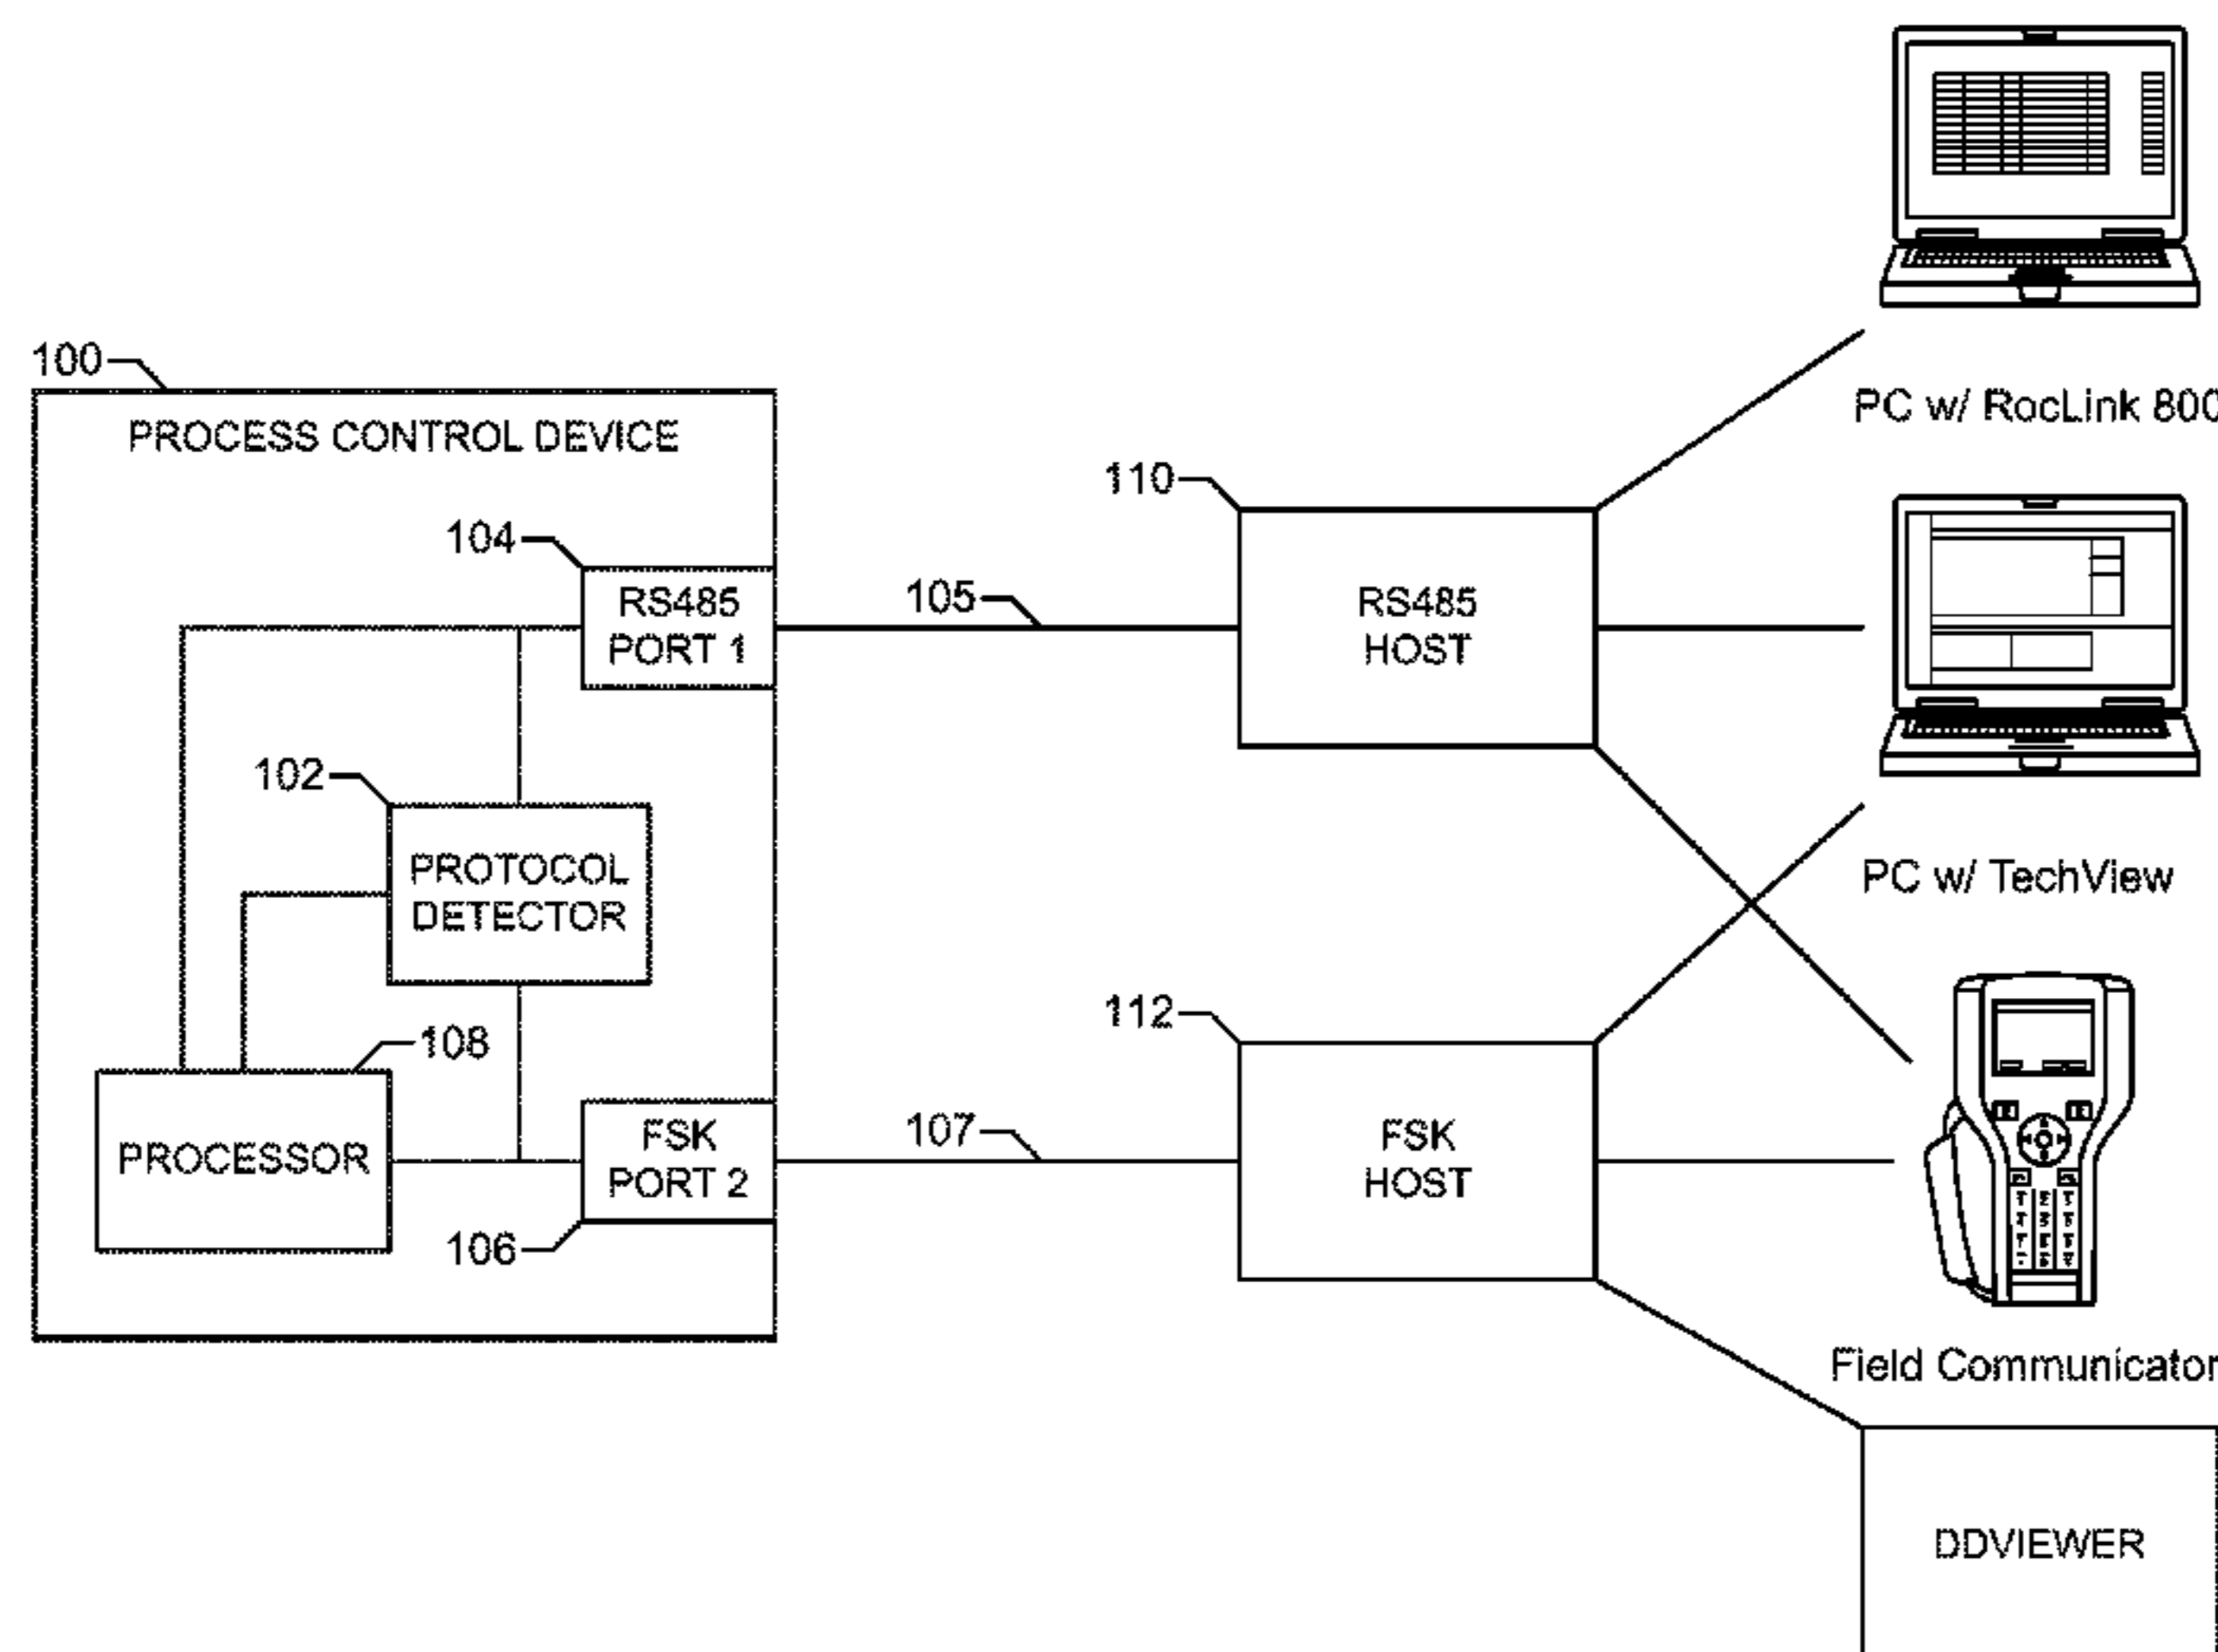 100
PROCESS CONTROL DEVICE
104
RS485
PORT 1
102
PROTOCOL
DETECTOR
108
PROCESSOR
FSK
PORT 2
106
105
107
110
RS485
HOST
112
FSK
HOST
PC w/ RocLink 800
PC w/ TechView
Field Communicator
DDVIEWER